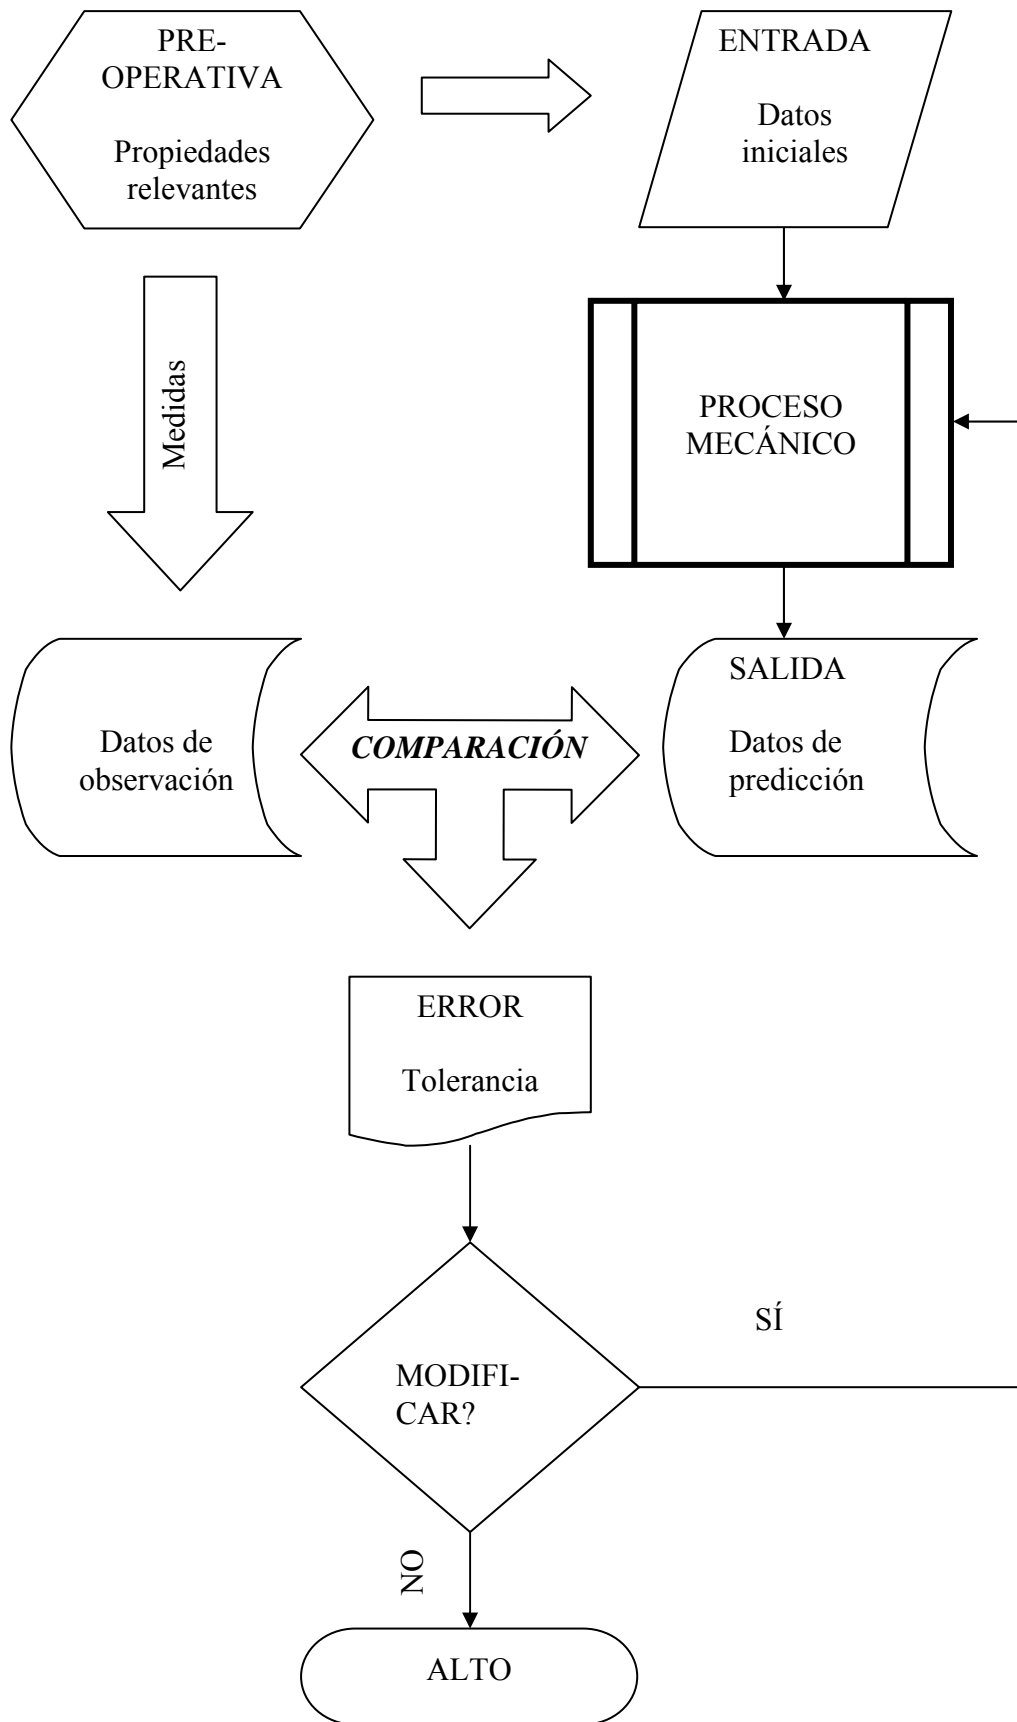 PRE-
OPERATIVA
Propiedades
relevantes
ENTRADA
Datos
iniciales
Medidas
PROCESO
MECÁNICO
Datos de
observación
COMPARACIÓN
SALIDA
Datos de
predicción
ERROR
Tolerancia
MODIFI-
CAR?
SÍ
NO
ALTO